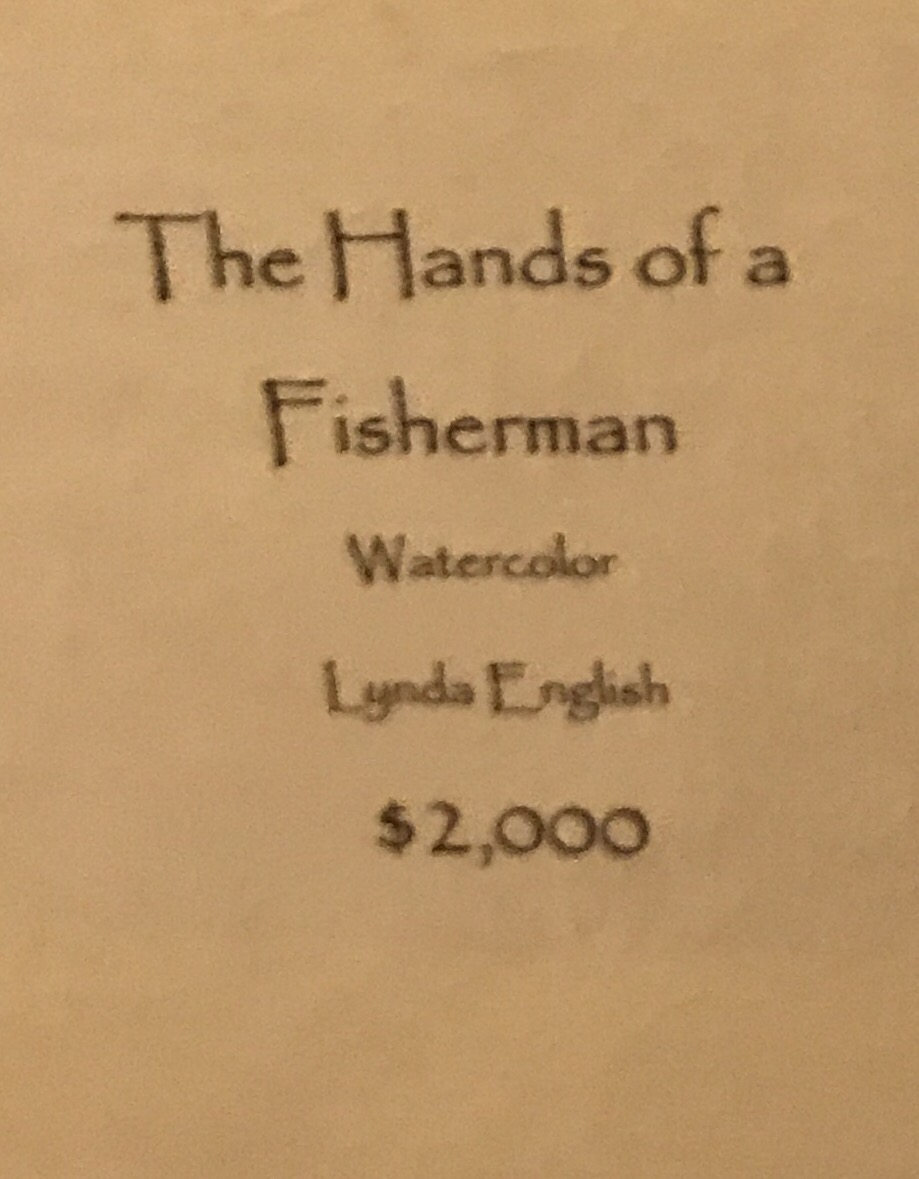 The Hands of a
Fisherman
Watercolor
Lynda English
$2,000